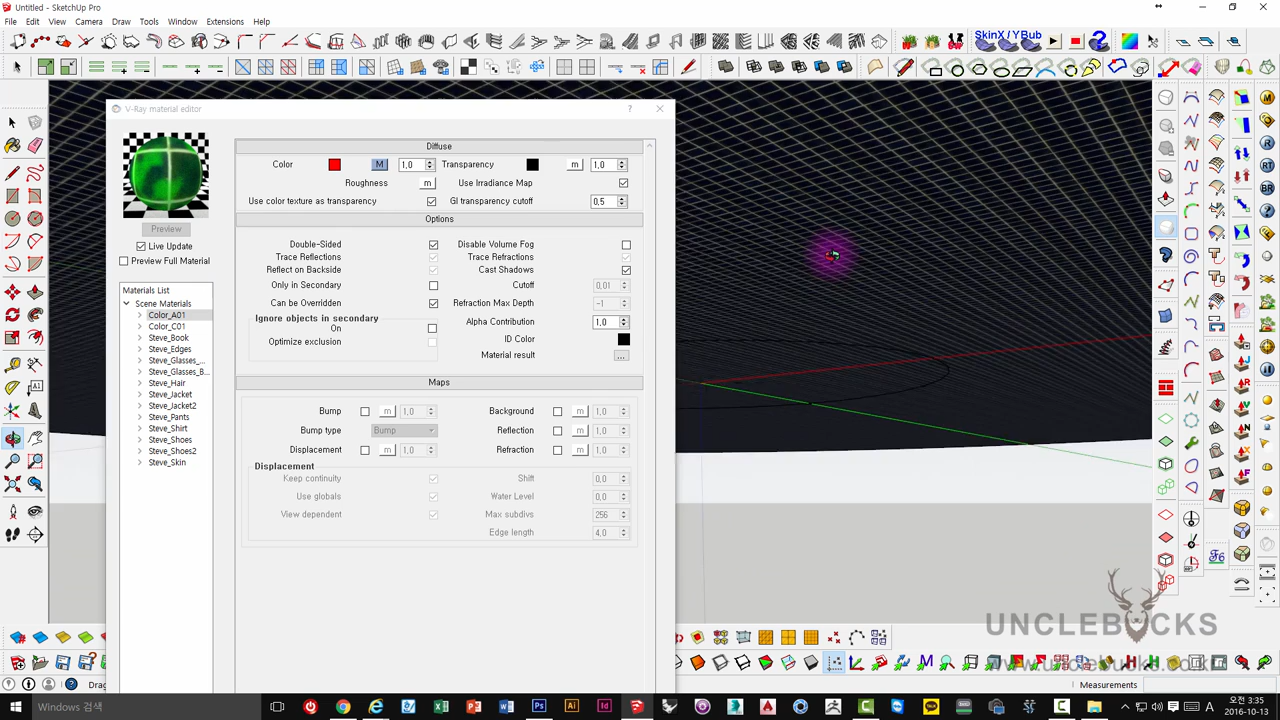 Untitled - SketchUp Pro
File Edit View Camera Draw Tools Window Extensions Help
SkinX / YBub
V-Ray material editor
Diffuse
Color M 1,0 Transparency m 1,0
Roughness m Use Irradiance Map
Use color texture as transparency GI transparency cutoff 0,5
Preview
Options
Live Update
Double-Sided Disable Volume Fog
Preview Full Material
Trace Reflections Trace Refractions
Reflect on Backside Cast Shadows
Only in Secondary Cutoff 0,01
Materials List
Scene Materials
Can be Overridden Refraction Max Depth
Color_A01
Ignore objects in secondary
On
Alpha Contribution 1,0
Color_C01
Steve_Book
ID Color
Optimize exclusion
Steve_Edges
Material result ...
Steve_Glasses_...
Steve_Glasses_B...
Steve_Hair
Maps
Steve_Jacket
Steve_Jacket2
Bump m 1,0 Background m 1,0
Steve_Pants
Steve_Shirt
Bump type Bump Reflection m 1,0
Steve_Shoes
Steve_Shoes2
Displacement m 1,0 Refraction m 1,0
Steve_Skin
Displacement
Keep continuity Shift 0,0
Use globals Water Level 0,0
View dependent Max subdivs 256
Edge length 4,0
UNCLEBUCKS
www.unclebucks.co.kr
Drag
Measurements
Windows 검색
오전 3:35
2016-10-13